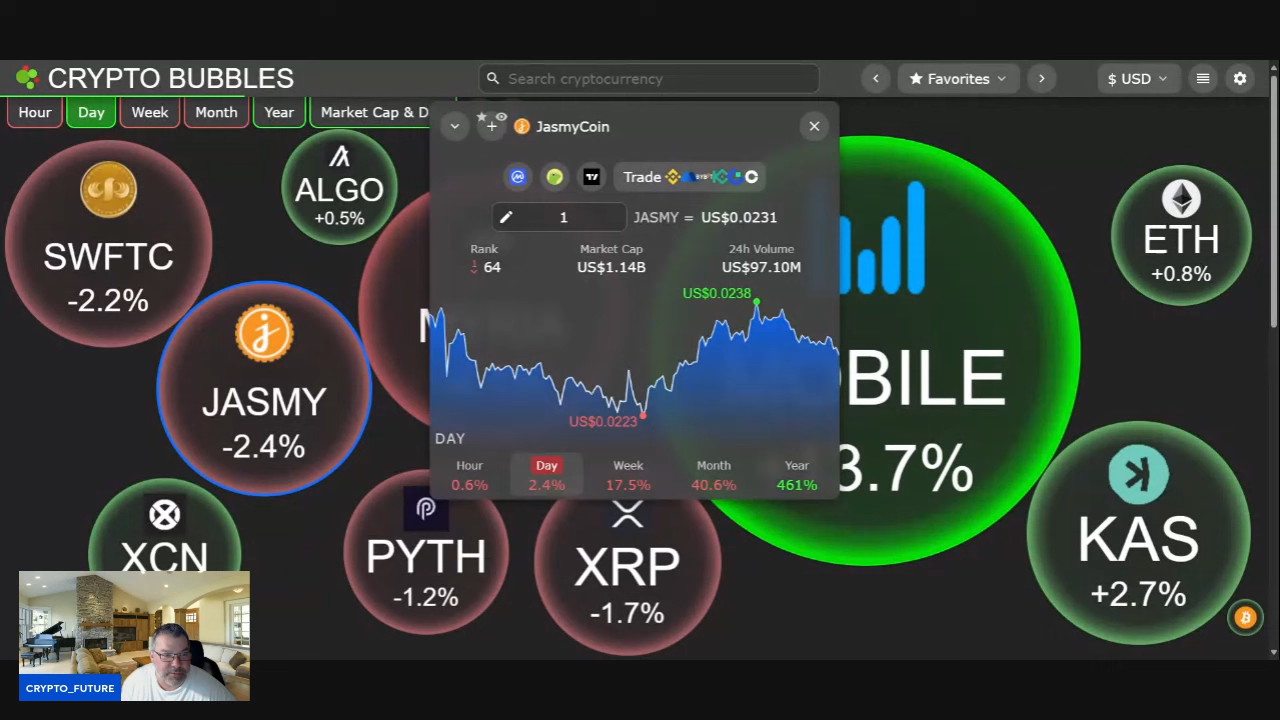 CRYPTO BUBBLES
Search cryptocurrency
Favorites
$ USD
Hour
Day
Week
Month
Year
Market Cap & D
JasmyCoin
Trade
1
JASMY = US$0.0231
Rank
Market Cap
24h Volume
1
64
US$1.14B
US$97.10M
US$0.0238
US$0.0223
DAY
Hour
Day
Week
Month
Year
0.6%
2.4%
17.5%
40.6%
461%
SWFTC
-2.2%
ALGO
+0.5%
JASMY
-2.4%
XCN
PYTH
-1.2%
XRP
-1.7%
OBILE
3.7%
ETH
+0.8%
KAS
+2.7%
CRYPTO_FUTURE